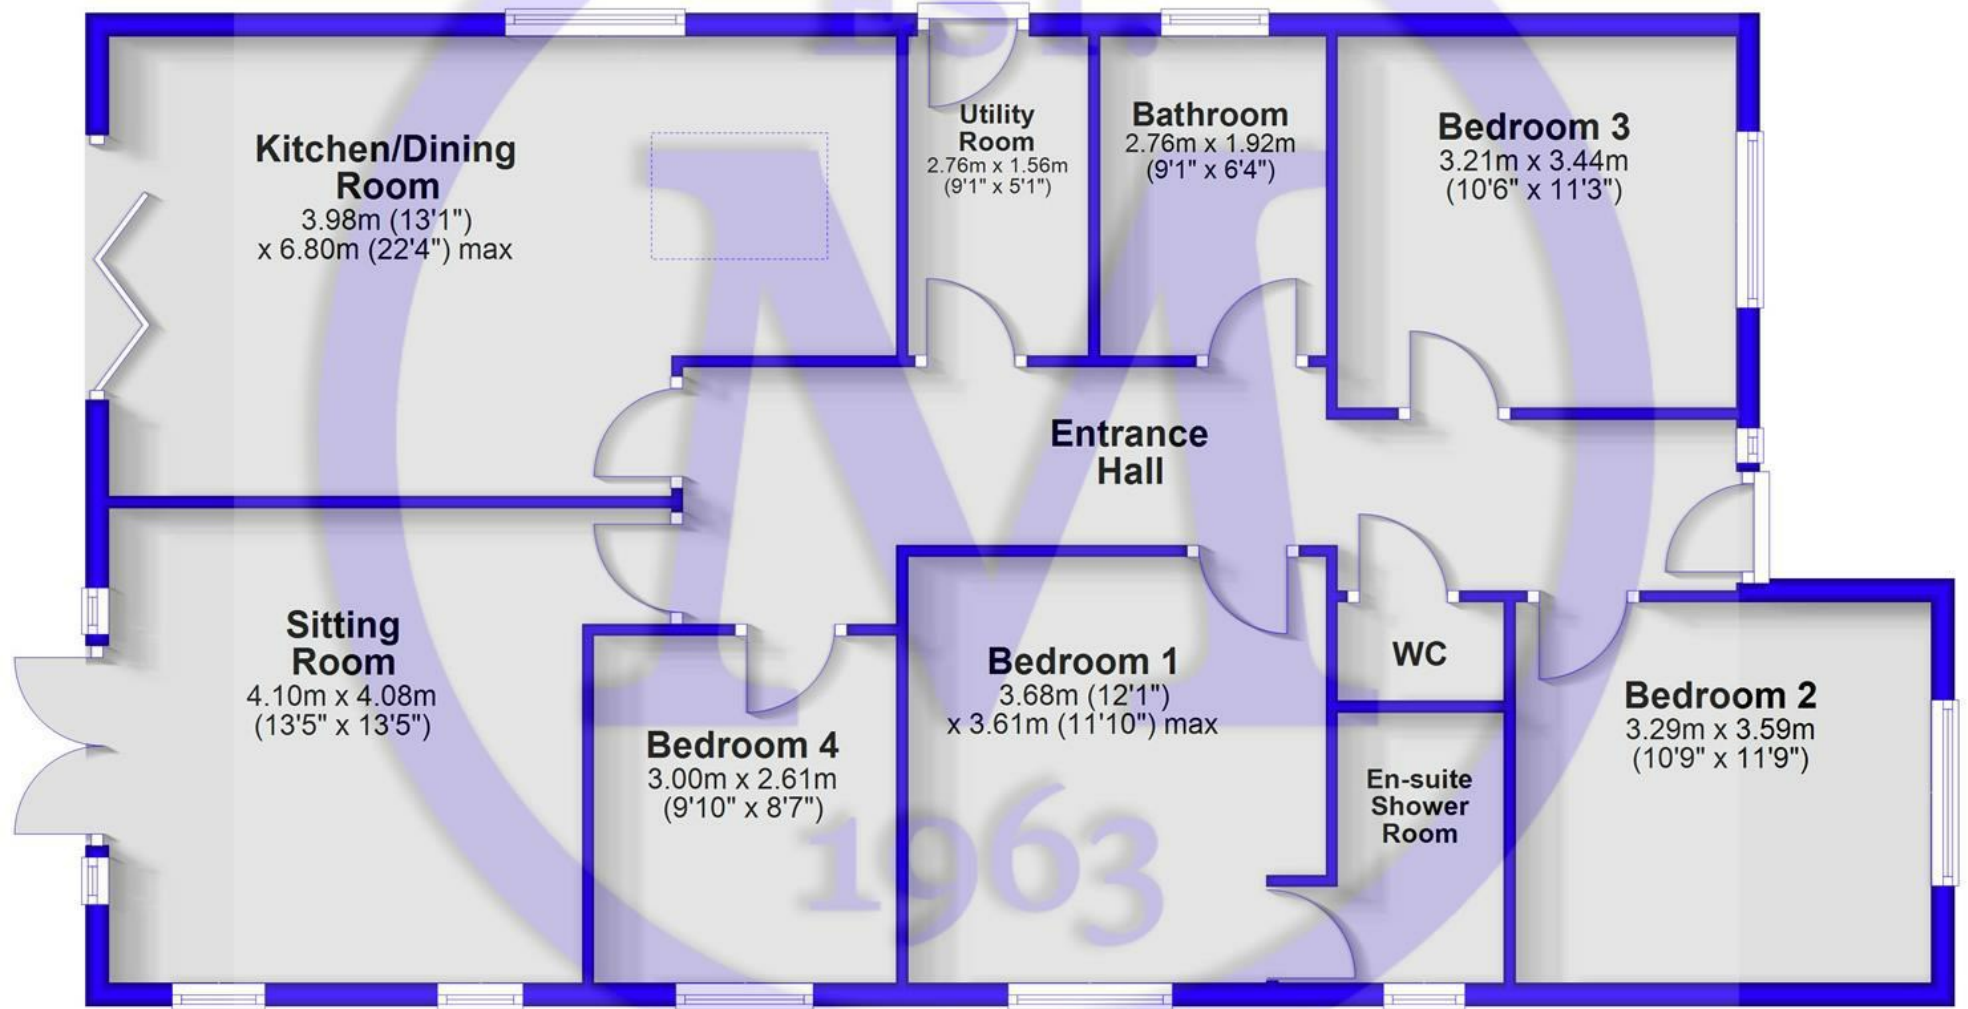 EST.
Kitchen/Dining
Room
3.98m (13'1")
x 6.80m (22'4") max
Utility
Room
2.76m x 1.56m
(9'1" x 5'1")
Bathroom
2.76m x 1.92m
(9'1" x 6'4")
Bedroom 3
3.21m x 3.44m
(10'6" x 11'3")
Entrance
Hall
M
Sitting
Room
4.10m x 4.08m
(13'5" x 13'5")
Bedroom 4
3.00m x 2.61m
(9'10" x 8'7")
Bedroom 1
3.68m (12'1")
x 3.61m (11'10") max
WC
En-suite
Shower
Room
Bedroom 2
3.29m x 3.59m
(10'9" x 11'9")
1963